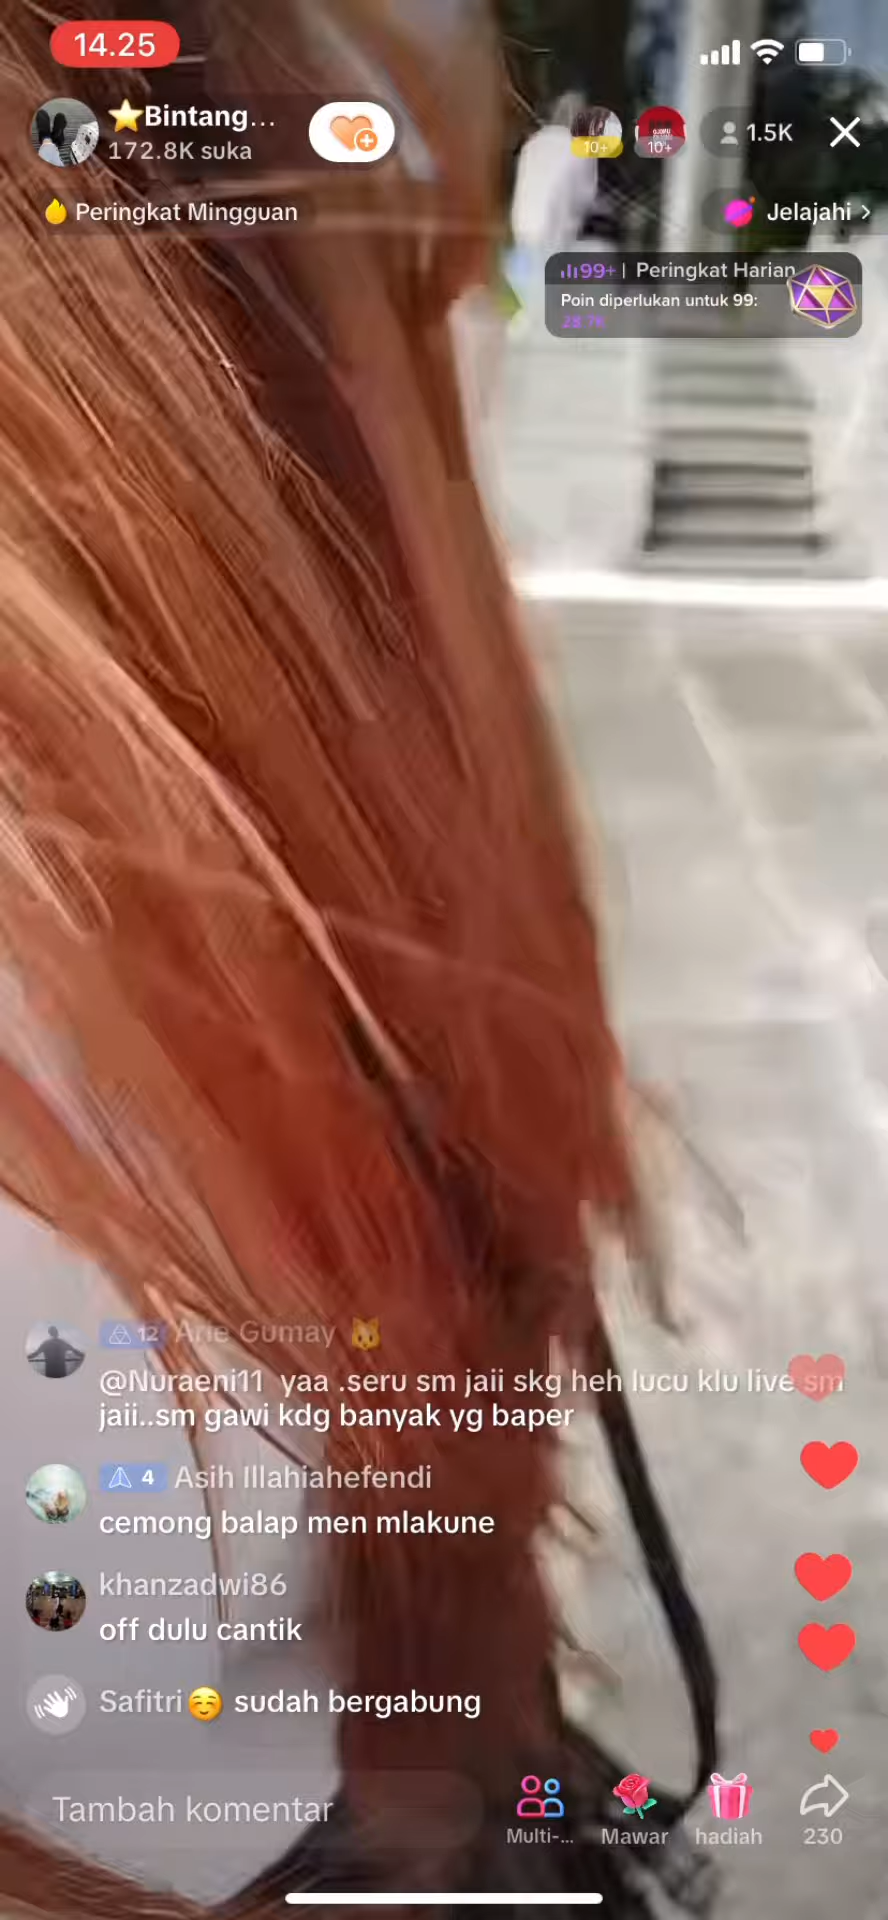 14.25
⭐Bintang...
172.8K suka
10+
10+
1.5K
Peringkat Mingguan
Jelajahi >
99+ | Peringkat Harian
Poin diperlukan untuk 99:
28.7K
12 Arie Gumay 🐱
@Nuraeni11 yaa .seru sm jaii skg heh lucu klu live sm
jaii..sm gawi kdg banyak yg baper
4 Asih Illahiahefendi
cemong balap men mlakune
khanzadwi86
off dulu cantik
Safitri☺️ sudah bergabung
Tambah komentar
Multi-...
Mawar
hadiah
230